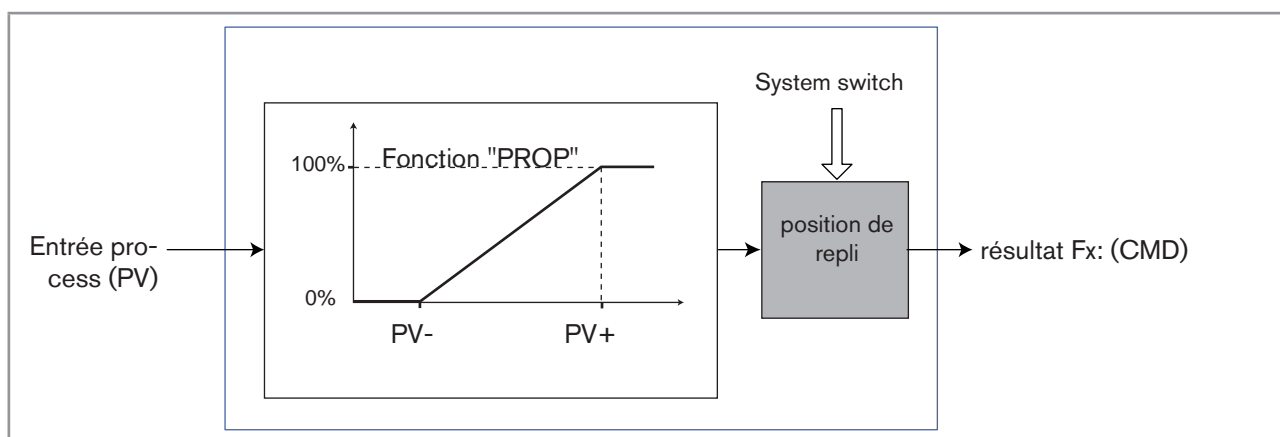 System switch
Fonction "PROP"
100%
position de
repli
Entrée pro-
cess (PV)
résultat Fx: (CMD)
0%
PV-
PV+